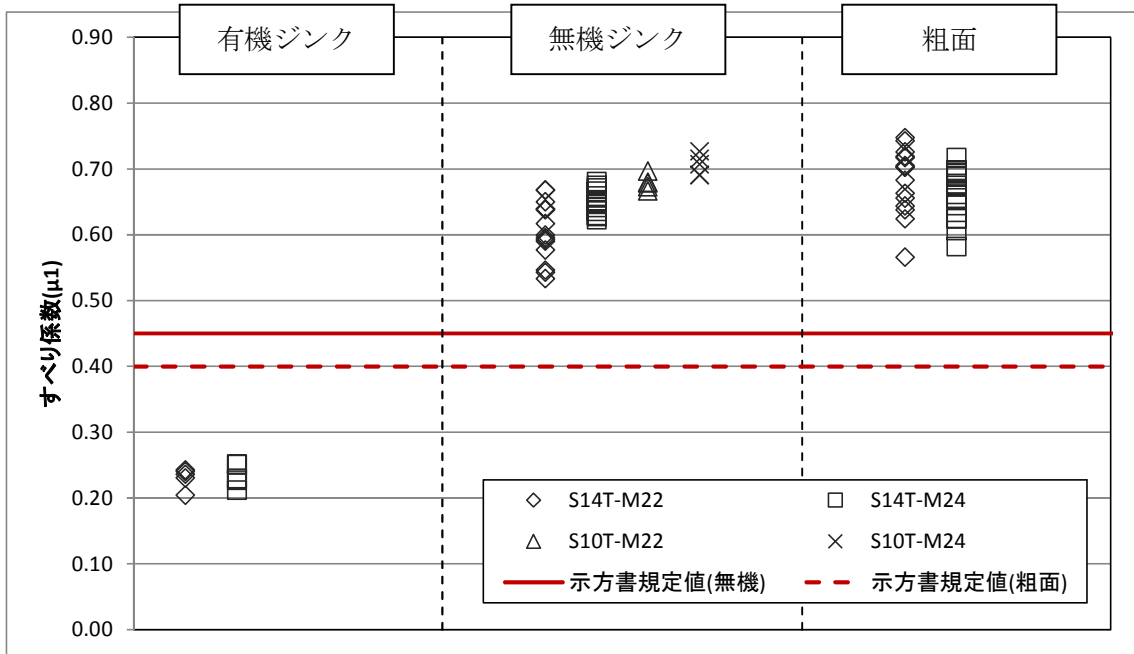 有機ジンク
無機ジンク
粗面
すべり係数(μ1)
0.90
0.80
0.70
0.60
0.50
0.40
0.30
0.20
0.10
0.00
S14T-M22
S14T-M24
S10T-M22
S10T-M24
示方書規定値(無機)
示方書規定値(粗面)